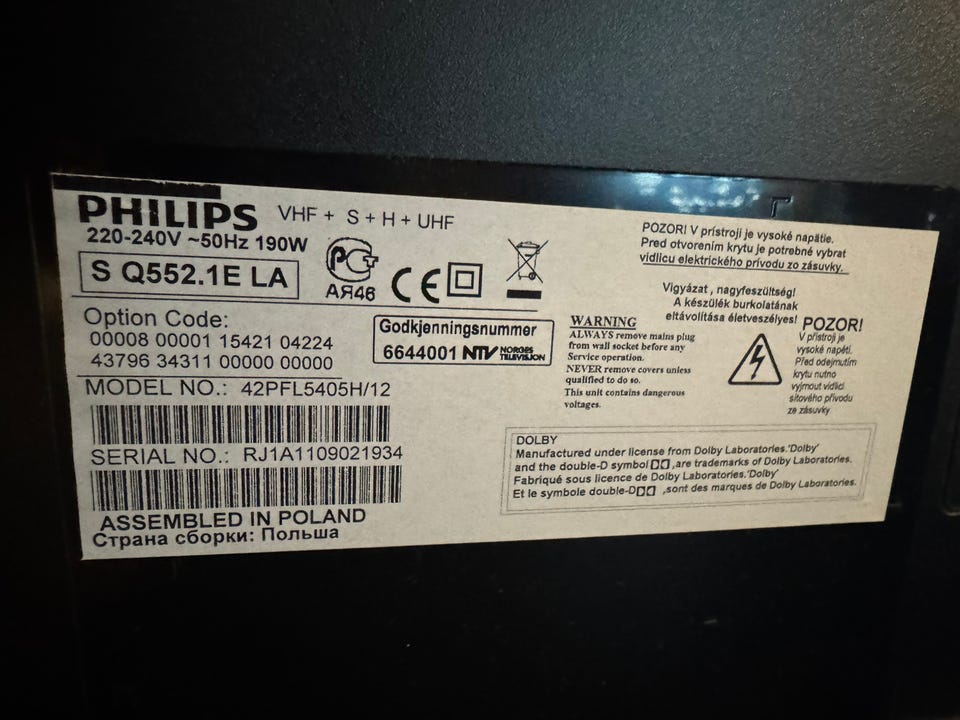 PHILIPS VHF + S + H + UHF
220-240V ~50Hz 190W
S Q552.1E LA
РСТ
АЯ46
CE
Option Code:
00008 00001 15421 04224
43796 34311 00000 00000
MODEL NO.: 42PFL5405H/12
SERIAL NO.: RJ1A1109021934
ASSEMBLED IN POLAND
Страна сборки: Польша
Godkjenningsnummer
6644001 NTV NORGES
TELEVISJON
WARNING
ALWAYS remove mains plug
from wall socket before any
Service operation.
NEVER remove covers unless
qualified to do so.
This unit contains dangerous
voltages.
POZOR! V prístroji je vysoké napätie.
Pred otvorením krytu je potrebné vybrat
vidlicu elektrického prívodu zo zásuvky.
Vigyázat, nagyfeszültség!
A készülék burkolatának
eltávolítása életveszélyes!
POZOR!
V přístroji je
vysoké napětí.
Před odejmutím
krytu nutno
vyjmout vidlici
síťového přívodu
ze zásuvky
DOLBY
Manufactured under license from Dolby Laboratories.'Dolby'
and the double-D symbol ,are trademarks of Dolby Laboratories.
Fabriqué sous licence de Dolby Laboratories.'Dolby'
Et le symbole double-D ,sont des marques de Dolby Laboratories.